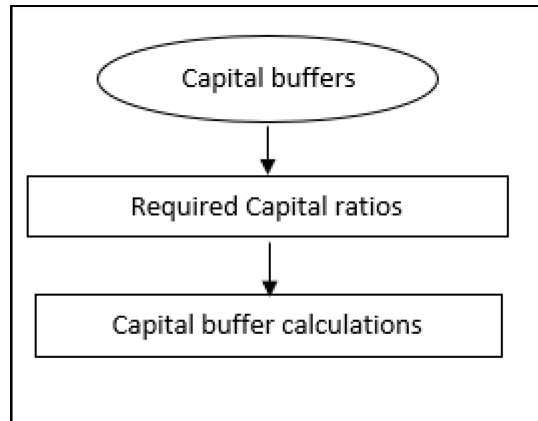 Capital buffers
Required Capital ratios
Capital buffer calculations